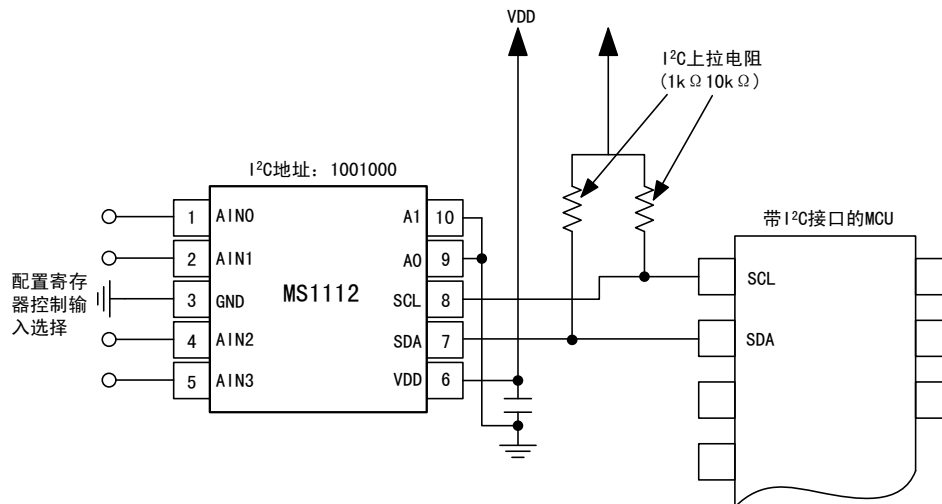 VDD
I²C上拉电阻
(1kΩ10kΩ)
I²C地址: 1001000
带I²C接口的MCU
配置寄存
器控制输
入选择
1 AIN0
2 AIN1
3 GND
4 AIN2
5 AIN3
MS1112
A1 10
A0 9
SCL 8
SDA 7
VDD 6
SCL
SDA